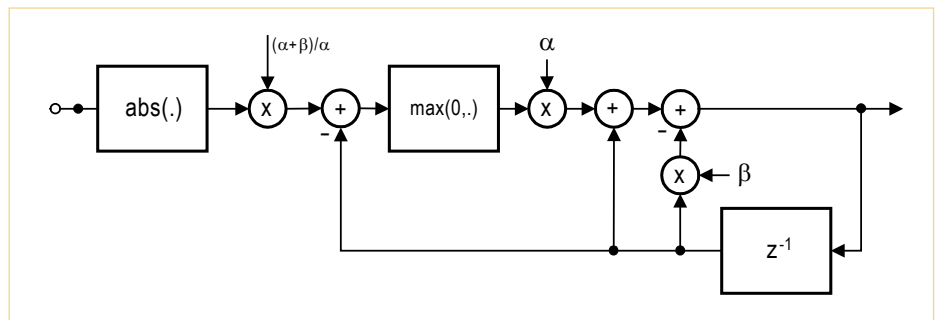 (α+β)/α
α
abs(.)
x
+
max(0,.)
x
+
+
-
-
x
β
z-1